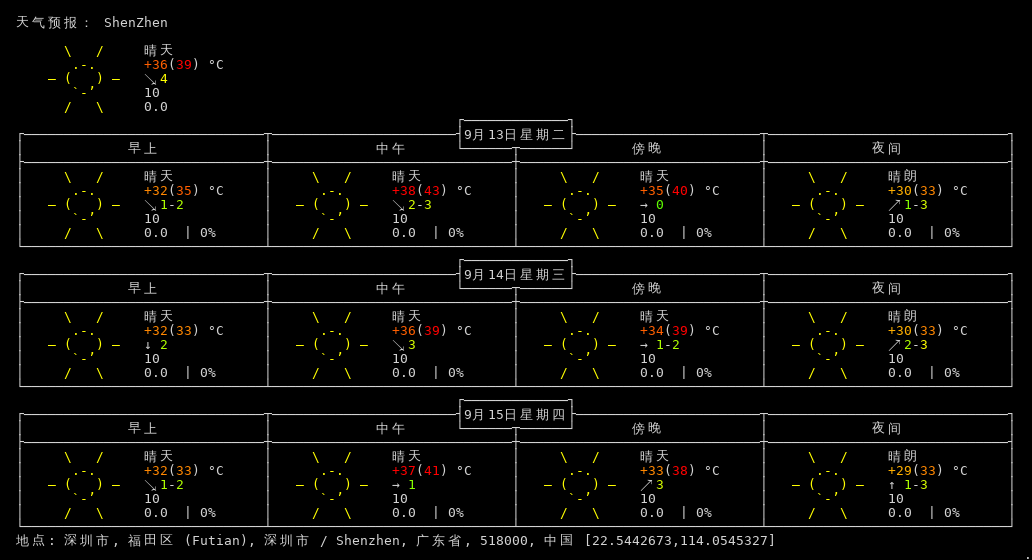 天气预报： ShenZhen
晴天
+36(39) °C
↘ 4
10
0.0
9月13日星期二
早上 中午 傍晚 夜间
晴天 晴天 晴天 晴朗
+32(35) °C +38(43) °C +35(40) °C +30(33) °C
↘ 1-2 ↘ 2-3 → 0 ↗ 1-3
10 10 10 10
0.0 | 0% 0.0 | 0% 0.0 | 0% 0.0 | 0%
9月14日星期三
早上 中午 傍晚 夜间
晴天 晴天 晴天 晴朗
+32(33) °C +36(39) °C +34(39) °C +30(33) °C
↓ 2 ↘ 3 → 1-2 ↗ 2-3
10 10 10 10
0.0 | 0% 0.0 | 0% 0.0 | 0% 0.0 | 0%
9月15日星期四
早上 中午 傍晚 夜间
晴天 晴天 晴天 晴朗
+32(33) °C +37(41) °C +33(38) °C +29(33) °C
↘ 1-2 → 1 ↗ 3 ↑ 1-3
10 10 10 10
0.0 | 0% 0.0 | 0% 0.0 | 0% 0.0 | 0%
地点: 深圳市, 福田区 (Futian), 深圳市 / Shenzhen, 广东省, 518000, 中国 [22.5442673,114.0545327]